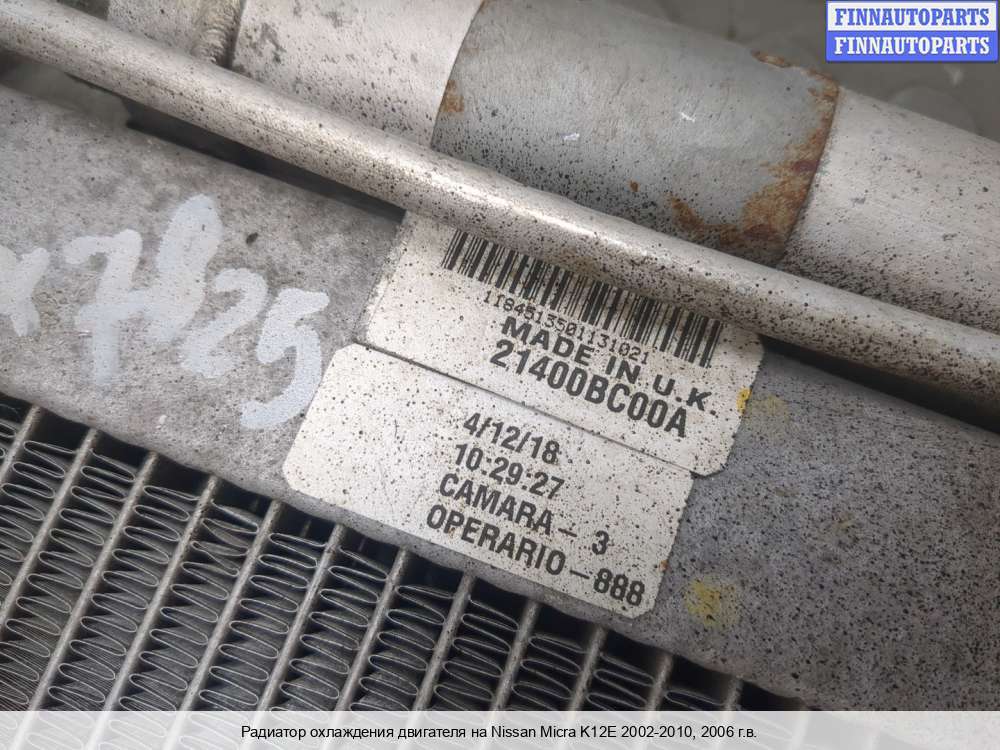 FINNAUTOPARTS
FINNAUTOPARTS
7125
1184513501131021
MADE IN U.K.
21400BC00A
4/12/18
10:29:27
CAMARA - 3
OPERARIO - 888
Радиатор охлаждения двигателя на Nissan Micra K12E 2002-2010, 2006 г.в.